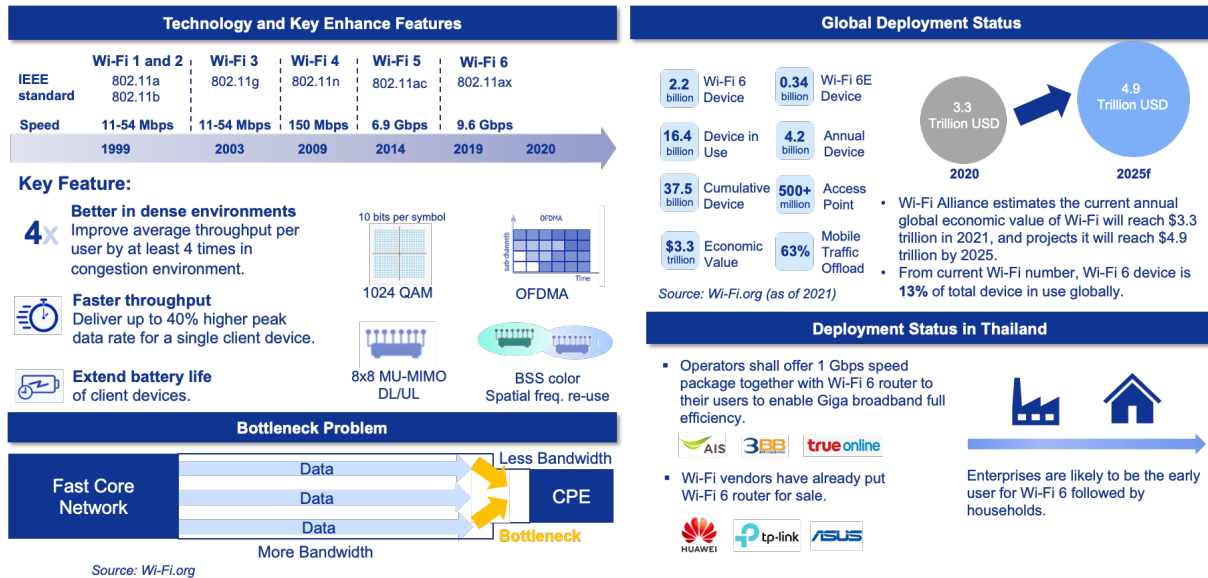 Technology and Key Enhance Features
Wi-Fi 1 and 2
Wi-Fi 3
Wi-Fi 4
Wi-Fi 5
Wi-Fi 6
IEEE
standard
802.11a
802.11b
802.11g
802.11n
802.11ac
802.11ax
Speed
11-54 Mbps
11-54 Mbps
150 Mbps
6.9 Gbps
9.6 Gbps
1999
2003
2009
2014
2019
2020
Key Feature:
4x
Better in dense environments
Improve average throughput per
user by at least 4 times in
congestion environment.
Faster throughput
Deliver up to 40% higher peak
data rate for a single client device.
Extend battery life
of client devices.
10 bits per symbol
1024 QAM
OFDMA
sub-channels
Time
OFDMA
8x8 MU-MIMO
DL/UL
BSS color
Spatial freq. re-use
Bottleneck Problem
Fast Core
Network
Data
Data
Data
More Bandwidth
Less Bandwidth
CPE
Bottleneck
Source: Wi-Fi.org
Global Deployment Status
2.2
billion
Wi-Fi 6
Device
0.34
billion
Wi-Fi 6E
Device
16.4
billion
Device in
Use
4.2
billion
Annual
Device
37.5
billion
Cumulative
Device
500+
million
Access
Point
$3.3
trillion
Economic
Value
63%
Mobile
Traffic
Offload
Source: Wi-Fi.org (as of 2021)
3.3
Trillion USD
2020
4.9
Trillion USD
2025f
• Wi-Fi Alliance estimates the current annual
global economic value of Wi-Fi will reach $3.3
trillion in 2021, and projects it will reach $4.9
trillion by 2025.
• From current Wi-Fi number, Wi-Fi 6 device is
13% of total device in use globally.
Deployment Status in Thailand
▪ Operators shall offer 1 Gbps speed
package together with Wi-Fi 6 router to
their users to enable Giga broadband full
efficiency.
AIS
3BB
true online
▪ Wi-Fi vendors have already put
Wi-Fi 6 router for sale.
HUAWEI
tp-link
ASUS
Enterprises are likely to be the early
user for Wi-Fi 6 followed by
households.